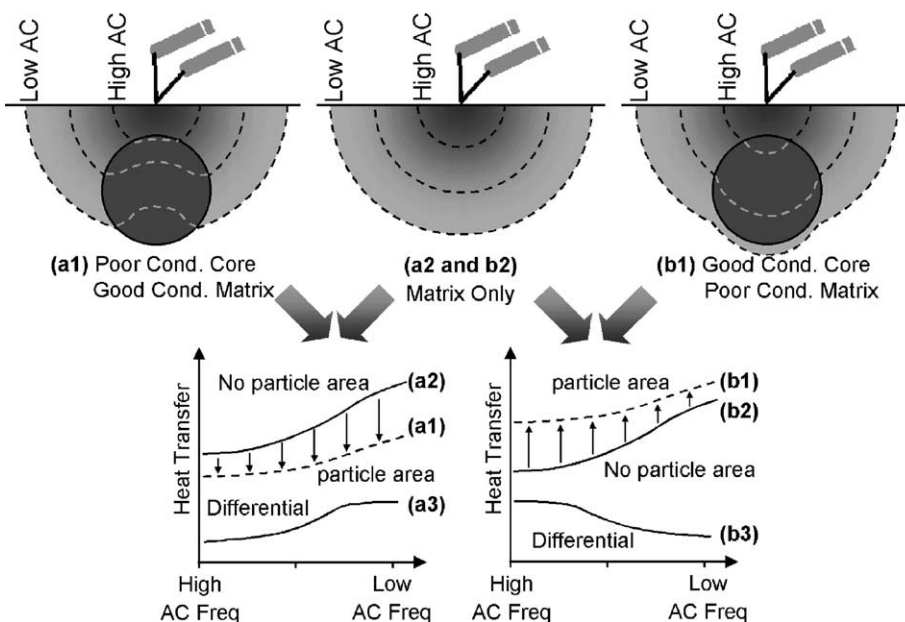 Low AC
High AC
Low AC
High AC
Low AC
High AC
(a1) Poor Cond. Core
Good Cond. Matrix
(a2 and b2)
Matrix Only
(b1) Good Cond. Core
Poor Cond. Matrix
Heat Transfer
No particle area
(a2)
(a1)
particle area
Differential
(a3)
High
AC Freq
Low
AC Freq
Heat Transfer
particle area
(b1)
(b2)
No particle area
Differential
(b3)
High
AC Freq
Low
AC Freq